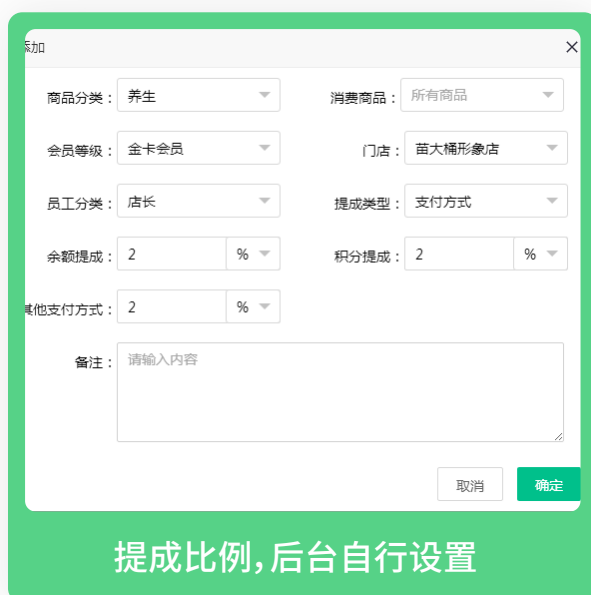 添加
商品分类： 养生 消费商品： 所有商品
会员等级： 金卡会员 门店： 苗大桶形象店
员工分类： 店长 提成类型： 支付方式
余额提成： 2 % 积分提成： 2 %
其他支付方式： 2 %
备注： 请输入内容
取消 确定
提成比例,后台自行设置